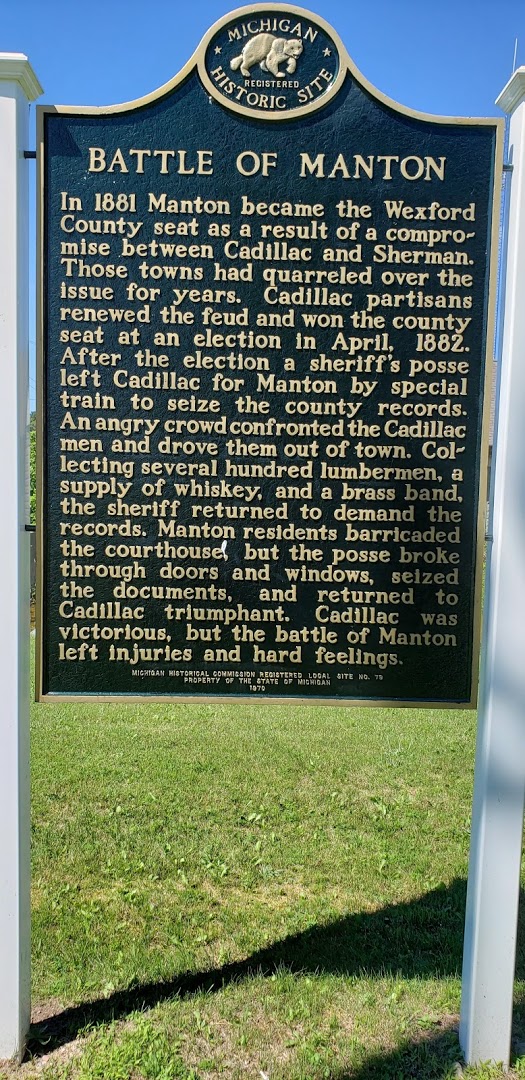 MICHIGAN
REGISTERED
HISTORIC SITE
BATTLE OF MANTON
In 1881 Manton became the Wexford
County seat as a result of a compro-
mise between Cadillac and Sherman.
Those towns had quarreled over the
issue for years. Cadillac partisans
renewed the feud and won the county
seat at an election in April, 1882.
After the election a sheriff's posse
left Cadillac for Manton by special
train to seize the county records.
An angry crowd confronted the Cadillac
men and drove them out of town. Col-
lecting several hundred lumbermen, a
supply of whiskey, and a brass band,
the sheriff returned to demand the
records. Manton residents barricaded
the courthouse, but the posse broke
through doors and windows, seized
the documents, and returned to
Cadillac triumphant. Cadillac was
victorious, but the battle of Manton
left injuries and hard feelings.
MICHIGAN HISTORICAL COMMISSION REGISTERED LOCAL SITE NO. 79
PROPERTY OF THE STATE OF MICHIGAN
1970